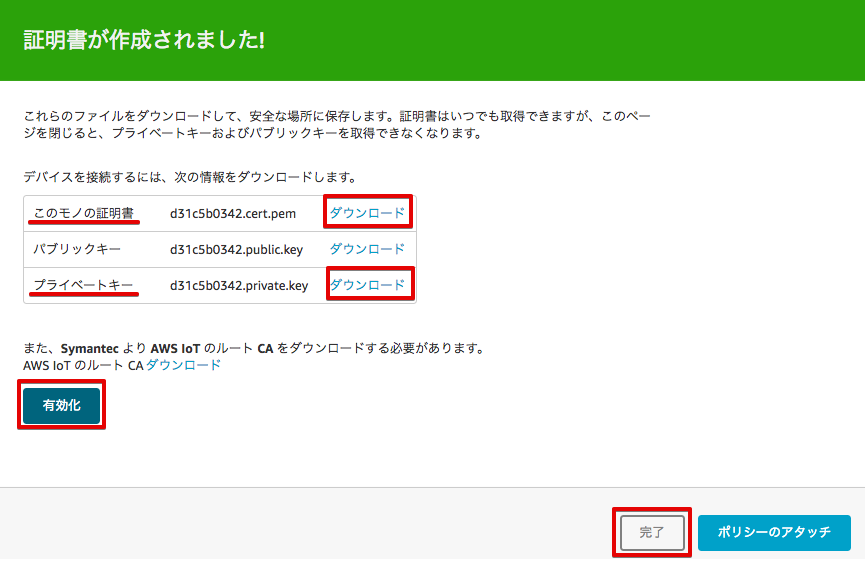 証明書が作成されました!
これらのファイルをダウンロードして、安全な場所に保存します。証明書はいつでも取得できますが、このペー
ジを閉じると、プライベートキーおよびパブリックキーを取得できなくなります。
デバイスを接続するには、次の情報をダウンロードします。
このモノの証明書 d31c5b0342.cert.pem ダウンロード
パブリックキー d31c5b0342.public.key ダウンロード
プライベートキー d31c5b0342.private.key ダウンロード
また、Symantec より AWS IoT のルート CA をダウンロードする必要があります。
AWS IoT のルート CA ダウンロード
有効化
完了 ポリシーのアタッチ